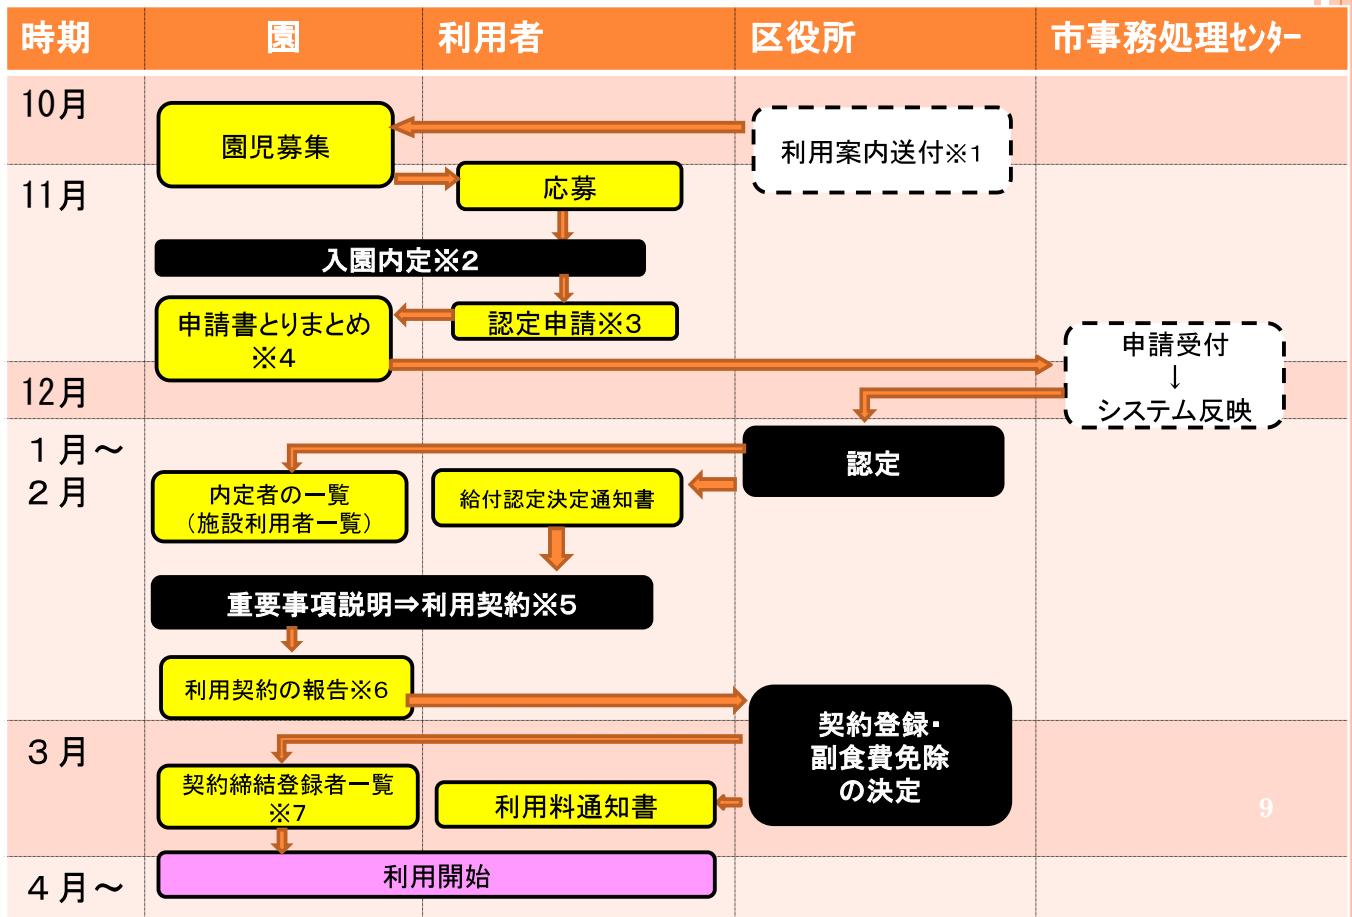 時期 園 利用者 区役所 市事務処理センター
10月
園児募集
利用案内送付※1
11月
応募
入園内定※2
申請書とりまとめ
※4
認定申請※3
申請受付
↓
システム反映
12月
1月～
2月
認定
内定者の一覧
（施設利用者一覧）
給付認定決定通知書
重要事項説明⇒利用契約※5
利用契約の報告※6
契約登録・
副食費免除
の決定
3月
契約締結登録者一覧
※7
利用料通知書
9
利用開始
4月～